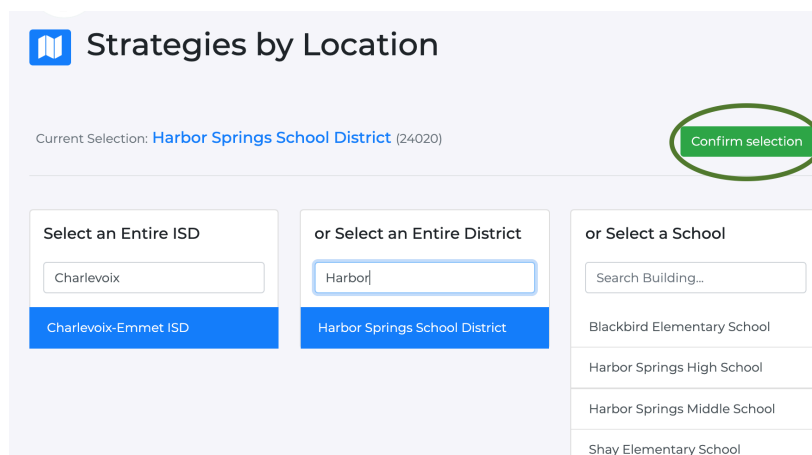 Strategies by Location
Current Selection: Harbor Springs School District (24020)
Confirm selection
Select an Entire ISD
Charlevoix
Charlevoix-Emmet ISD
or Select an Entire District
Harbor
Harbor Springs School District
or Select a School
Search Building...
Blackbird Elementary School
Harbor Springs High School
Harbor Springs Middle School
Shay Elementary School